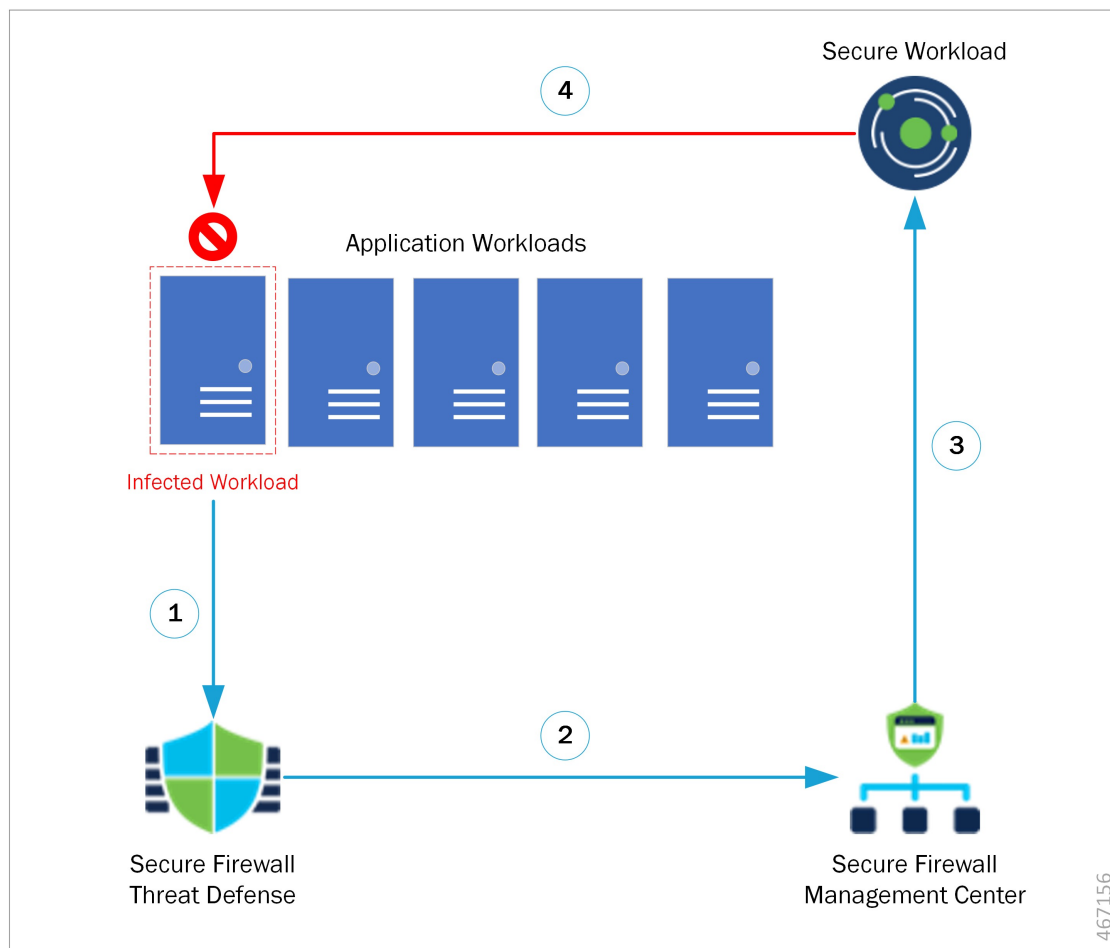 Secure Workload
4
Application Workloads
Infected Workload
3
1
2
Secure Firewall
Threat Defense
Secure Firewall
Management Center
467156